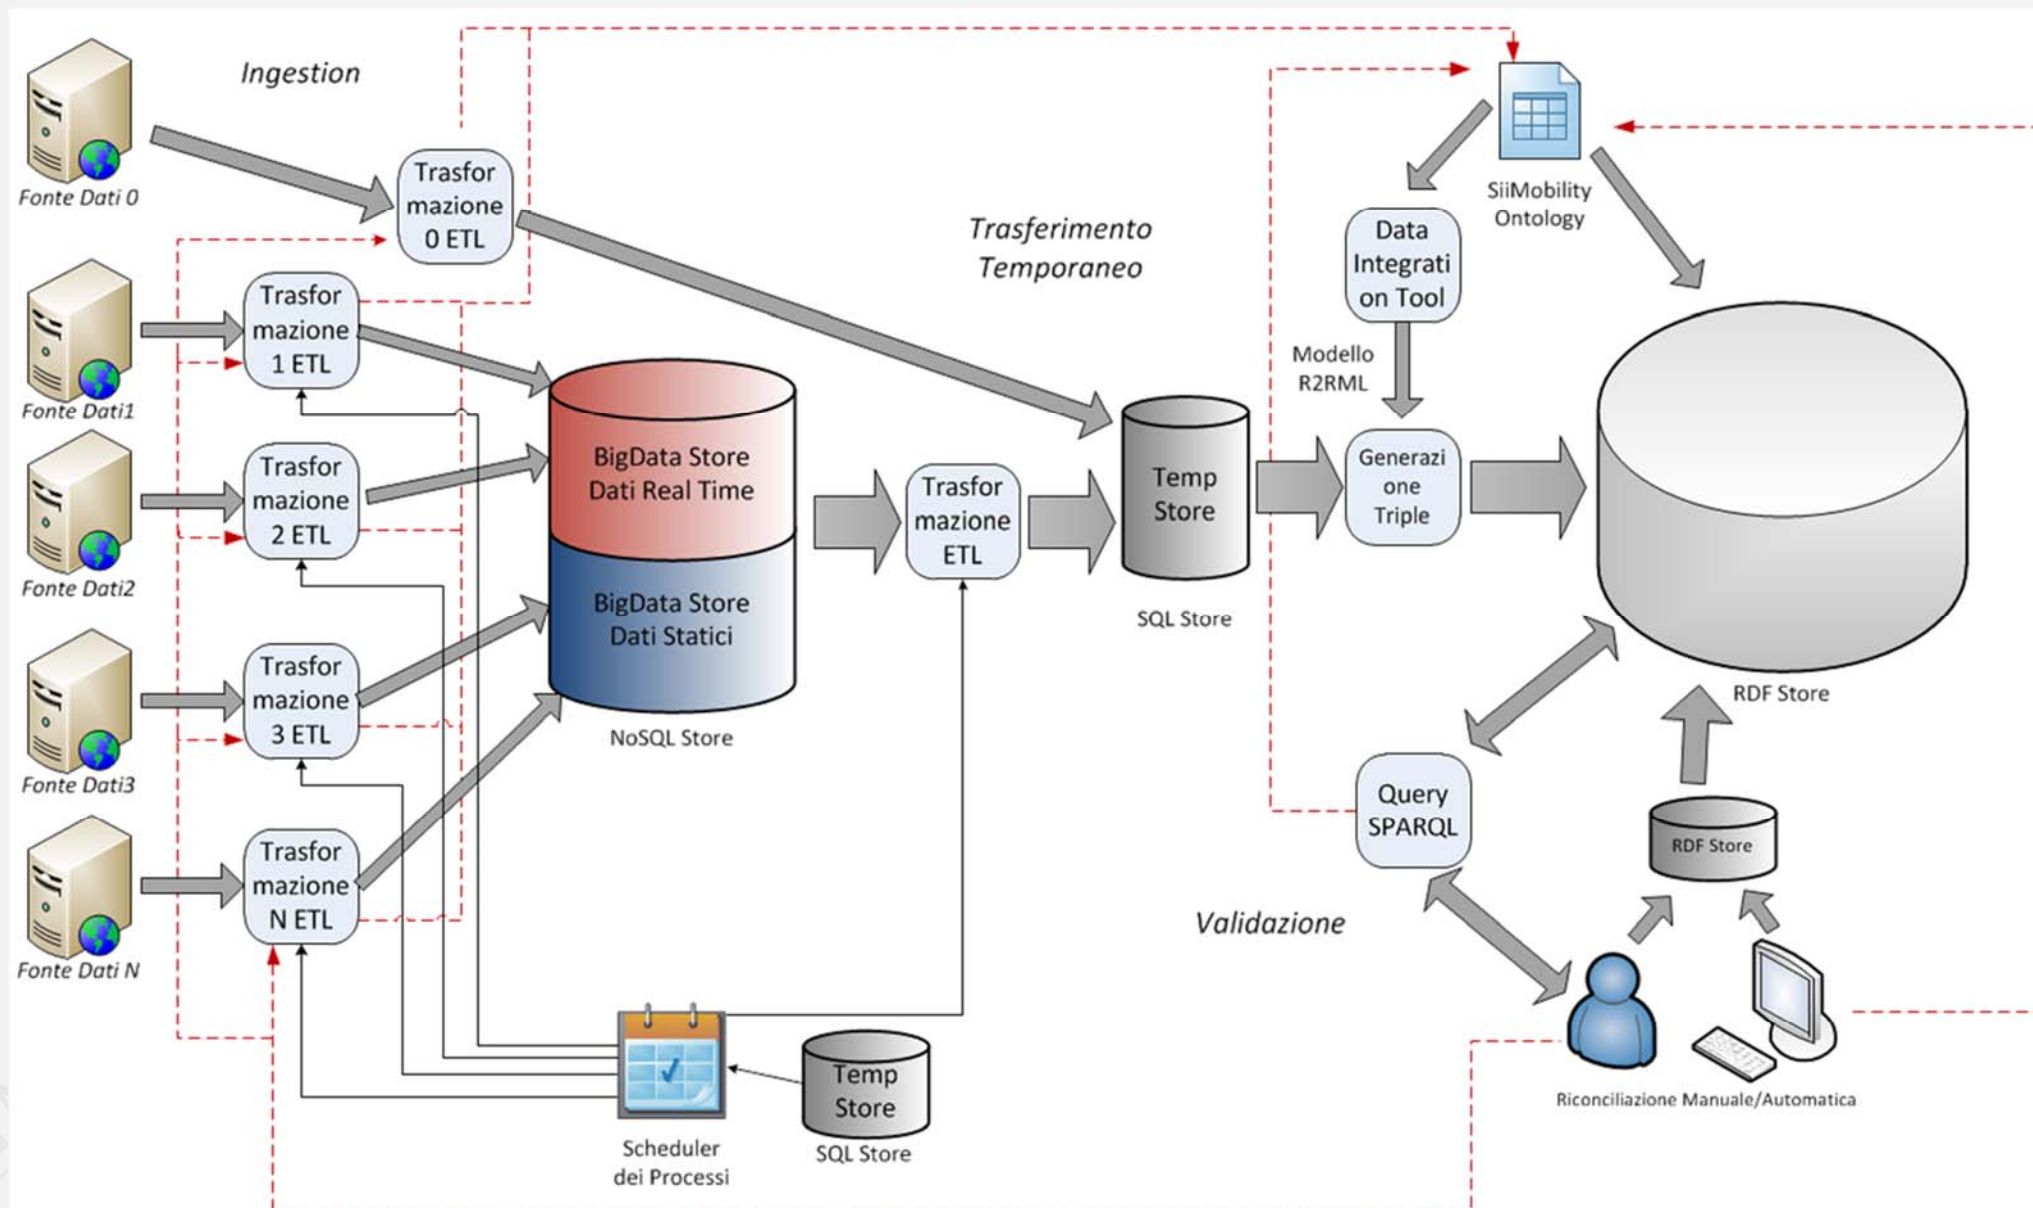 Ingestion
Fonte Dati 0
Trasfor
mazione
0 ETL
Fonte Dati1
Trasfor
mazione
1 ETL
Fonte Dati2
Trasfor
mazione
2 ETL
Fonte Dati3
Trasfor
mazione
3 ETL
Fonte Dati N
Trasfor
mazione
N ETL
BigData Store
Dati Real Time
BigData Store
Dati Statici
NoSQL Store
Scheduler
dei Processi
Temp
Store
SQL Store
Trasferimento
Temporaneo
Trasfor
mazione
ETL
Temp
Store
SQL Store
SiiMobility
Ontology
Data
Integrati
on Tool
Modello
R2RML
Generazi
one
Triple
RDF Store
Query
SPARQL
RDF Store
Validazione
Riconciliazione Manuale/Automatica